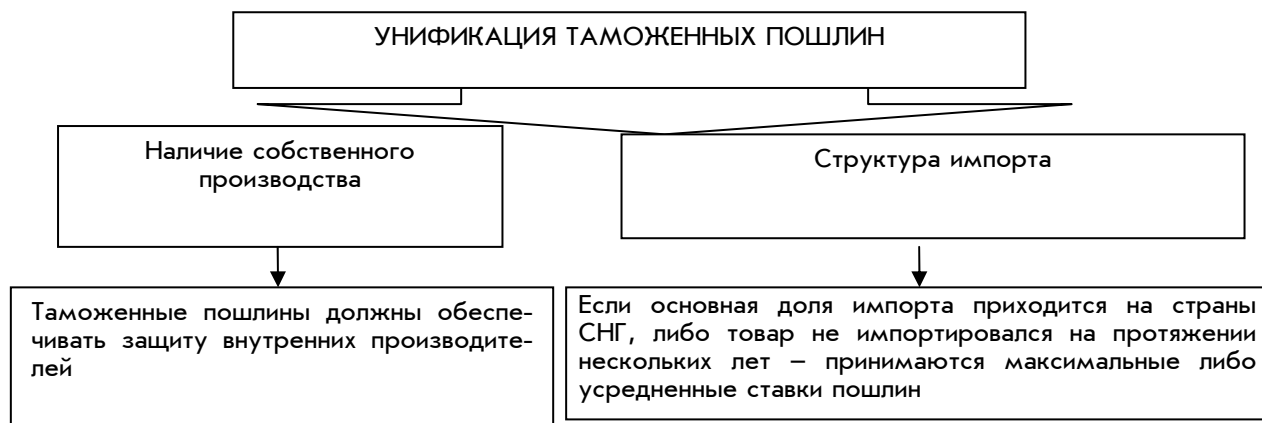 УНИФИКАЦИЯ ТАМОЖЕННЫХ ПОШЛИН
Наличие собственного
производства
Структура импорта
Таможенные пошлины должны обеспе-
чивать защиту внутренних производите-
лей
Если основная доля импорта приходится на страны
СНГ, либо товар не импортировался на протяжении
нескольких лет – принимаются максимальные либо
усредненные ставки пошлин